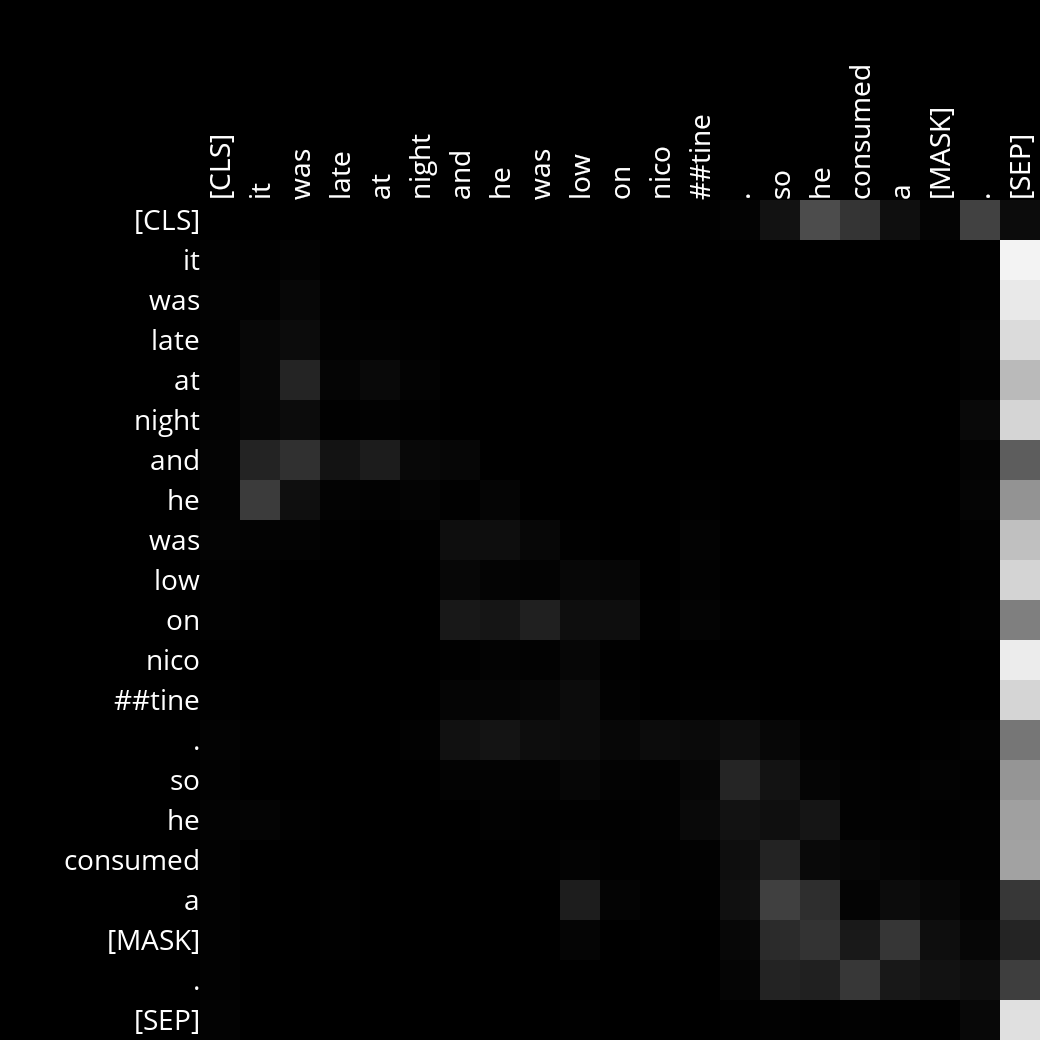 [CLS] it was late at night and he was low on nico ##tine . so he consumed a [MASK] . [SEP]
[CLS]
it
was
late
at
night
and
he
was
low
on
nico
##tine
.
so
he
consumed
a
[MASK]
.
[SEP]